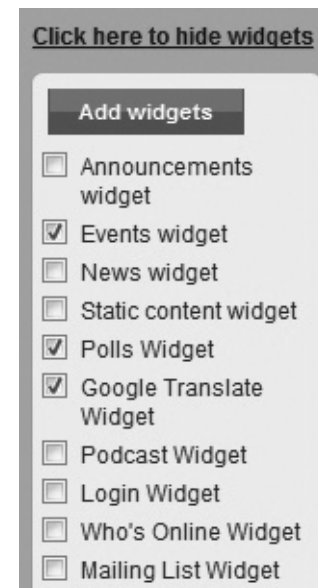 Click here to hide widgets
Add widgets
Announcements
widget
Events widget
News widget
Static content widget
Polls Widget
Google Translate
Widget
Podcast Widget
Login Widget
Who's Online Widget
Mailing List Widget